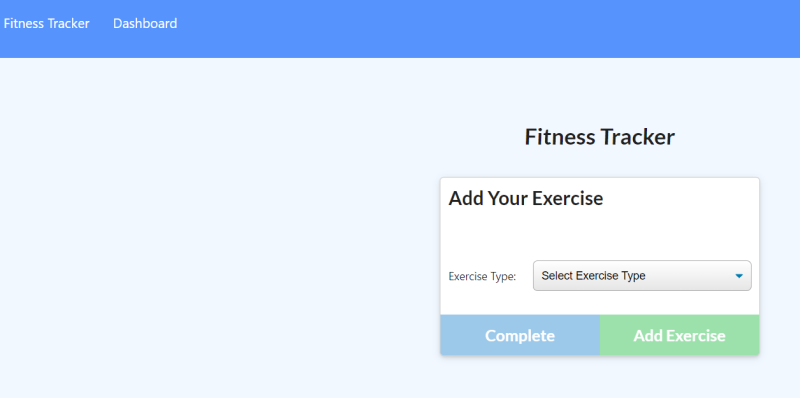 Fitness Tracker Dashboard
Fitness Tracker
Add Your Exercise
Exercise Type: Select Exercise Type
Complete Add Exercise